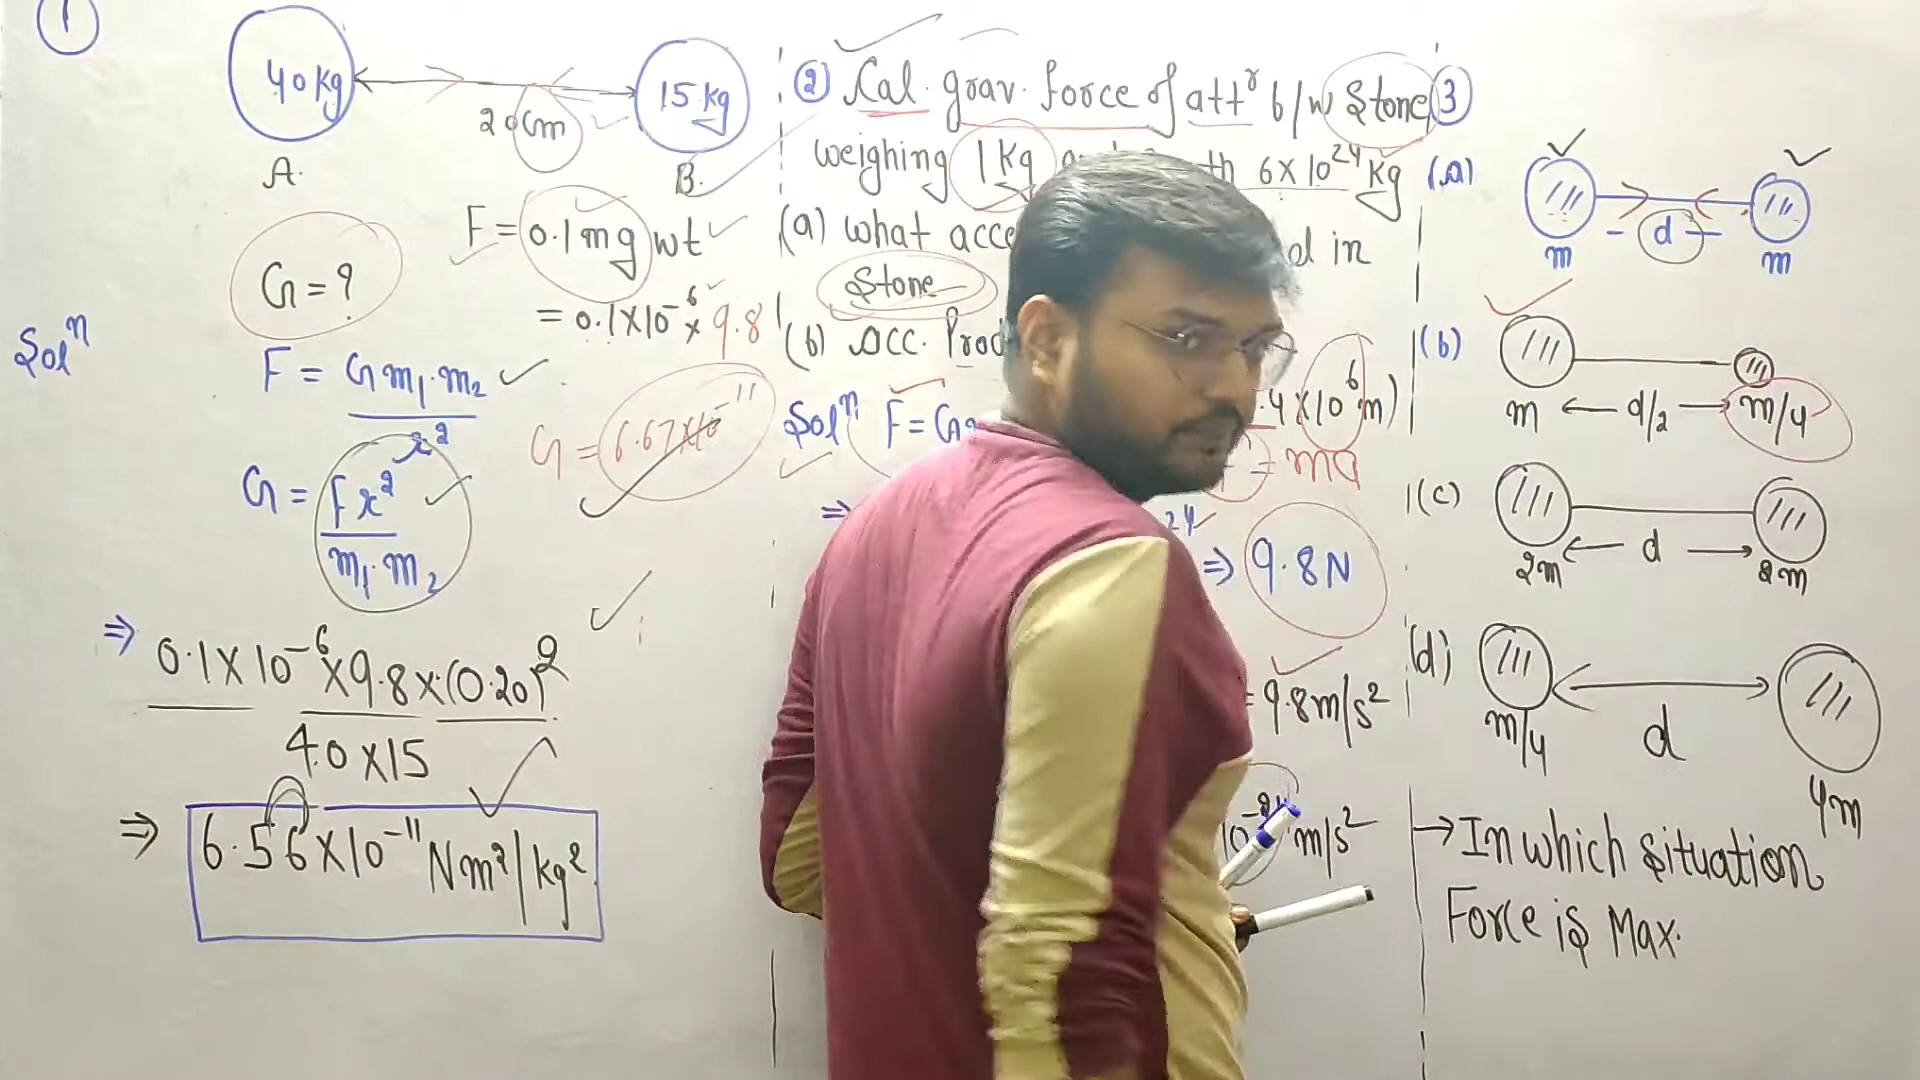 1
40 kg
15 kg
20 cm
A.
B.
F = 0.1 mg wt
= 0.1 X 10⁻⁶ x 9.8
G = ?
Solⁿ
F = G m₁. m₂
r²
G = F r²
m₁. m₂
G = 6.67 x 10⁻¹¹
⇒ 0.1 X 10⁻⁶ x 9.8 x (0.20)²
40 X 15
⇒ 6.56 X 10⁻¹¹ Nm²/kg²
2 Cal. grav. force of attʳ b/w Stone
weighing 1 Kg 6 X 10²⁴ kg
(a) what acce d in
Stone
(b) acc. Prod
.4 X 10⁶ m)
Solⁿ F = G
= ma
⇒ 24
⇒ 9.8 N
= 9.8 m/s²
m/s²
3
(a)
d
m m
(b)
m ← d/2 → m/4
(c)
2m ← d → 2m
(d)
m/4 d 4m
→ In which situation
Force is Max.